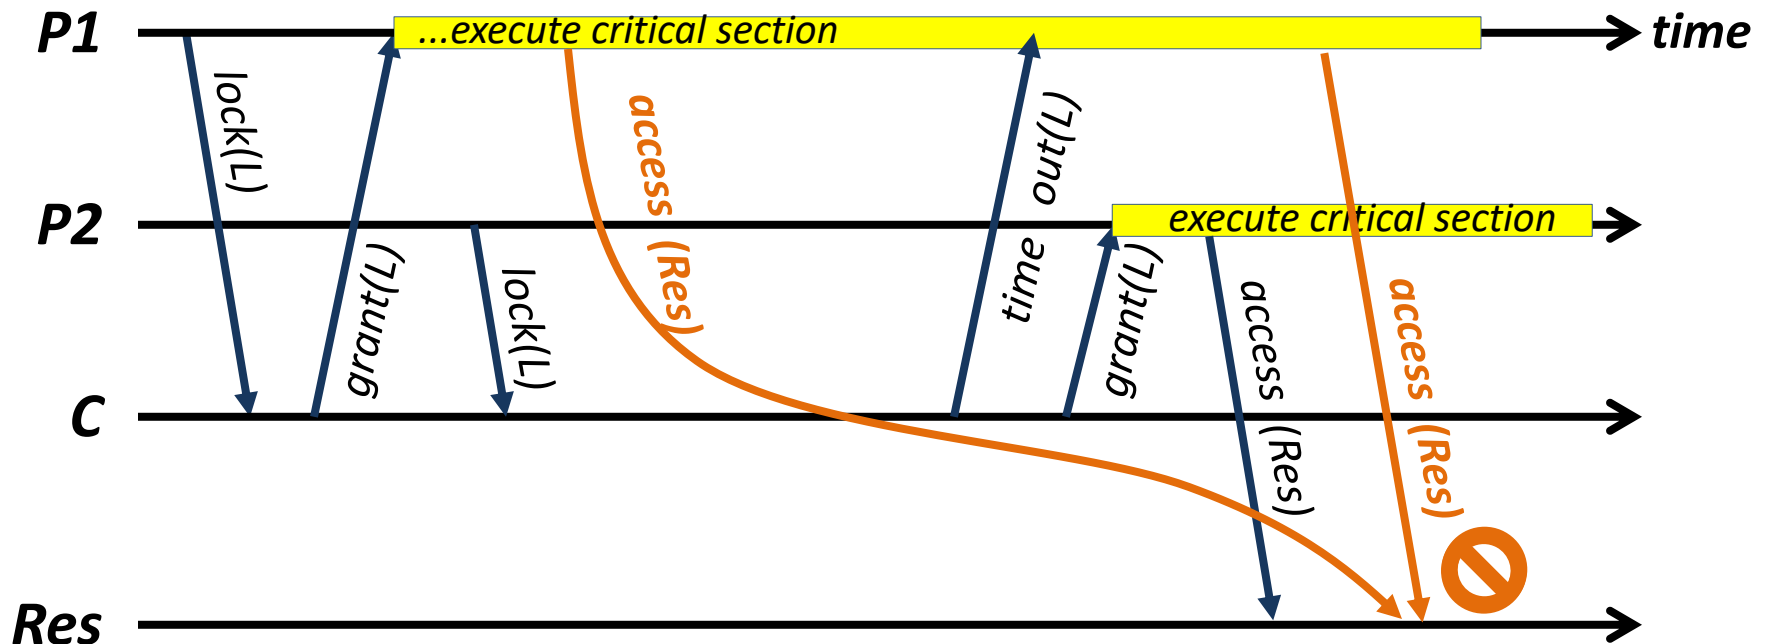 P1
...execute critical section
time
lock(L)
grant(L)
access (Res)
time out(L)
P2
execute critical section
lock(L)
grant(L)
access (Res)
access (Res)
C
Res